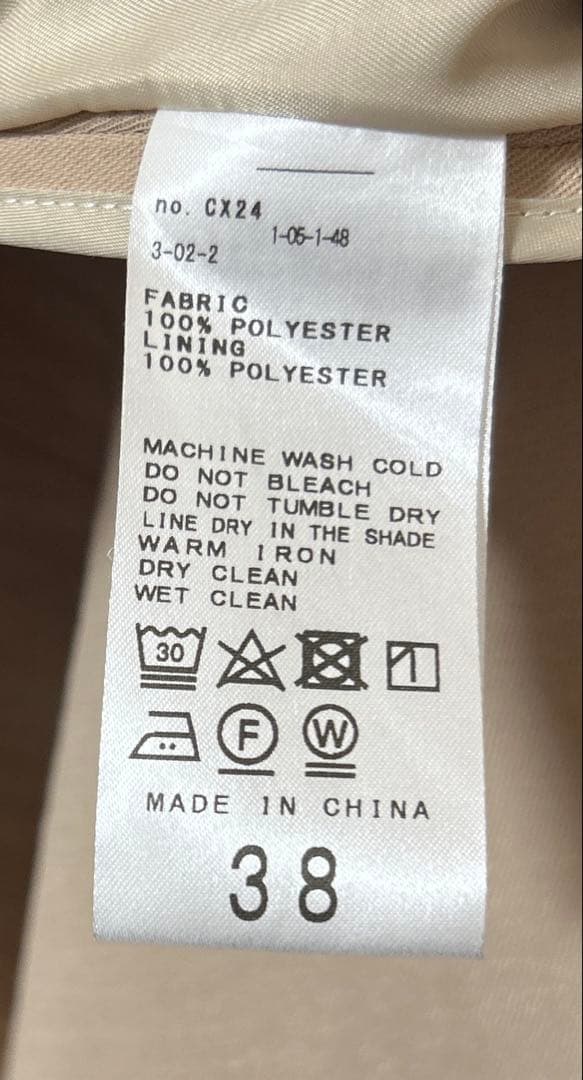 no. CX24
1-05-1-48
3-02-2
FABRIC
100% POLYESTER
LINING
100% POLYESTER
MACHINE WASH COLD
DO NOT BLEACH
DO NOT TUMBLE DRY
LINE DRY IN THE SHADE
WARM IRON
DRY CLEAN
WET CLEAN
30
F W
MADE IN CHINA
38